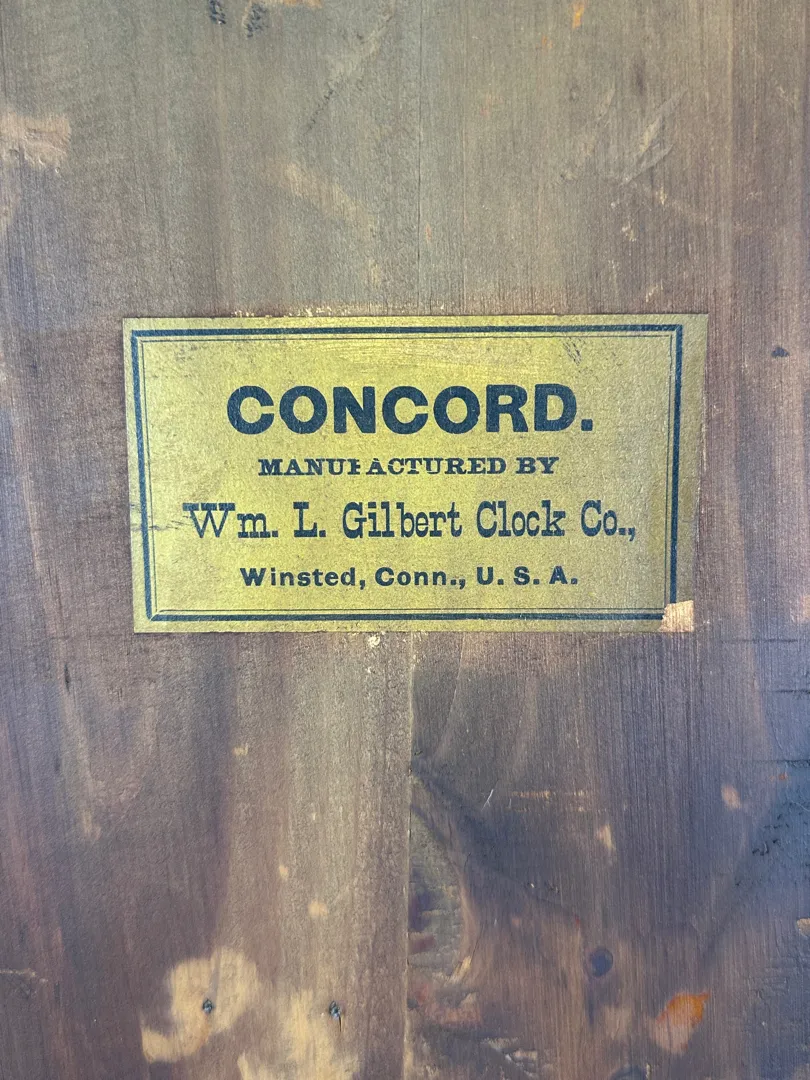 CONCORD.
MANUFACTURED BY
Wm. L. Gilbert Clock Co.,
Winsted, Conn., U. S. A.